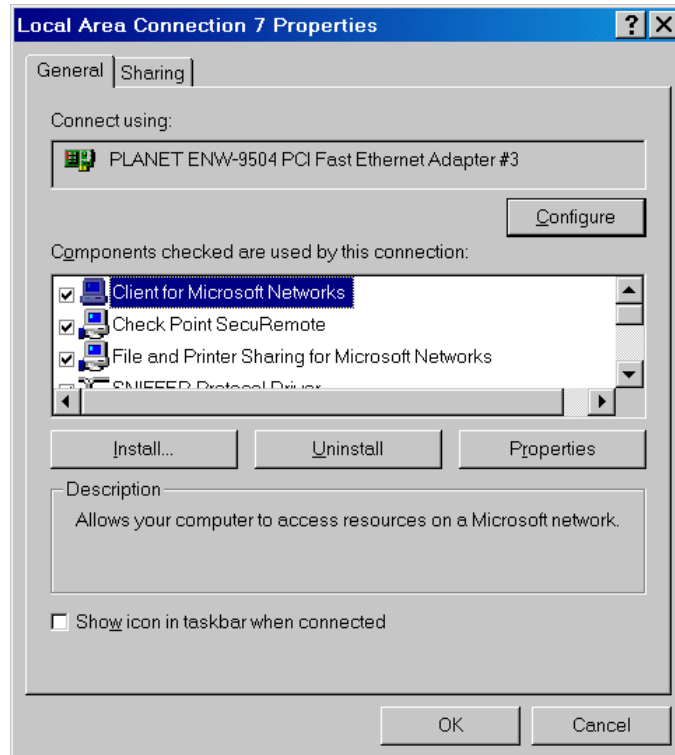 Local Area Connection 7 Properties
General
Sharing
Connect using:
PLANET ENW-9504 PCI Fast Ethernet Adapter #3
Configure
Components checked are used by this connection:
Client for Microsoft Networks
Check Point SecuRemote
File and Printer Sharing for Microsoft Networks
SNIFFER Protocol Driver
Install...
Uninstall
Properties
Description
Allows your computer to access resources on a Microsoft network.
Show icon in taskbar when connected
OK
Cancel